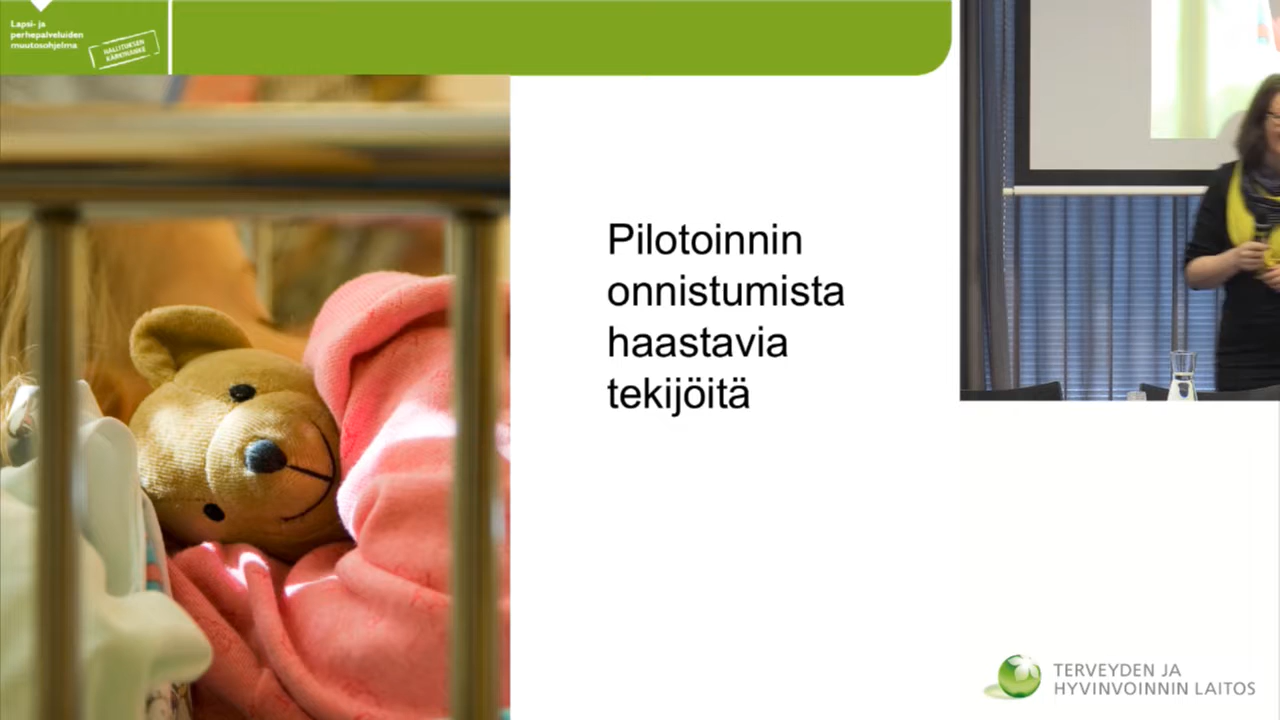 Lapsi- ja
perhepalveluiden
muutosohjelma
HALLITUKSEN
KÄRKIHANKE
Pilotoinnin
onnistumista
haastavia
tekijöitä
TERVEYDEN JA
HYVINVOINNIN LAITOS